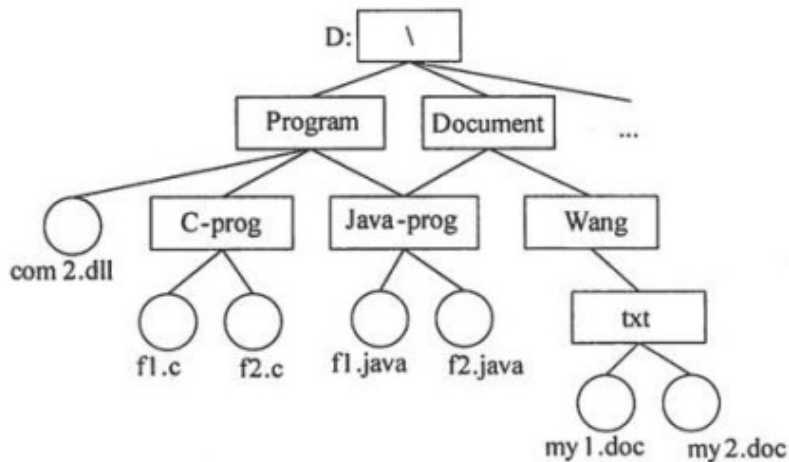 D: \
Program Document ...
C-prog Java-prog Wang
com 2.dll
txt
f1.c f2.c f1.java f2.java
my 1.doc my 2.doc